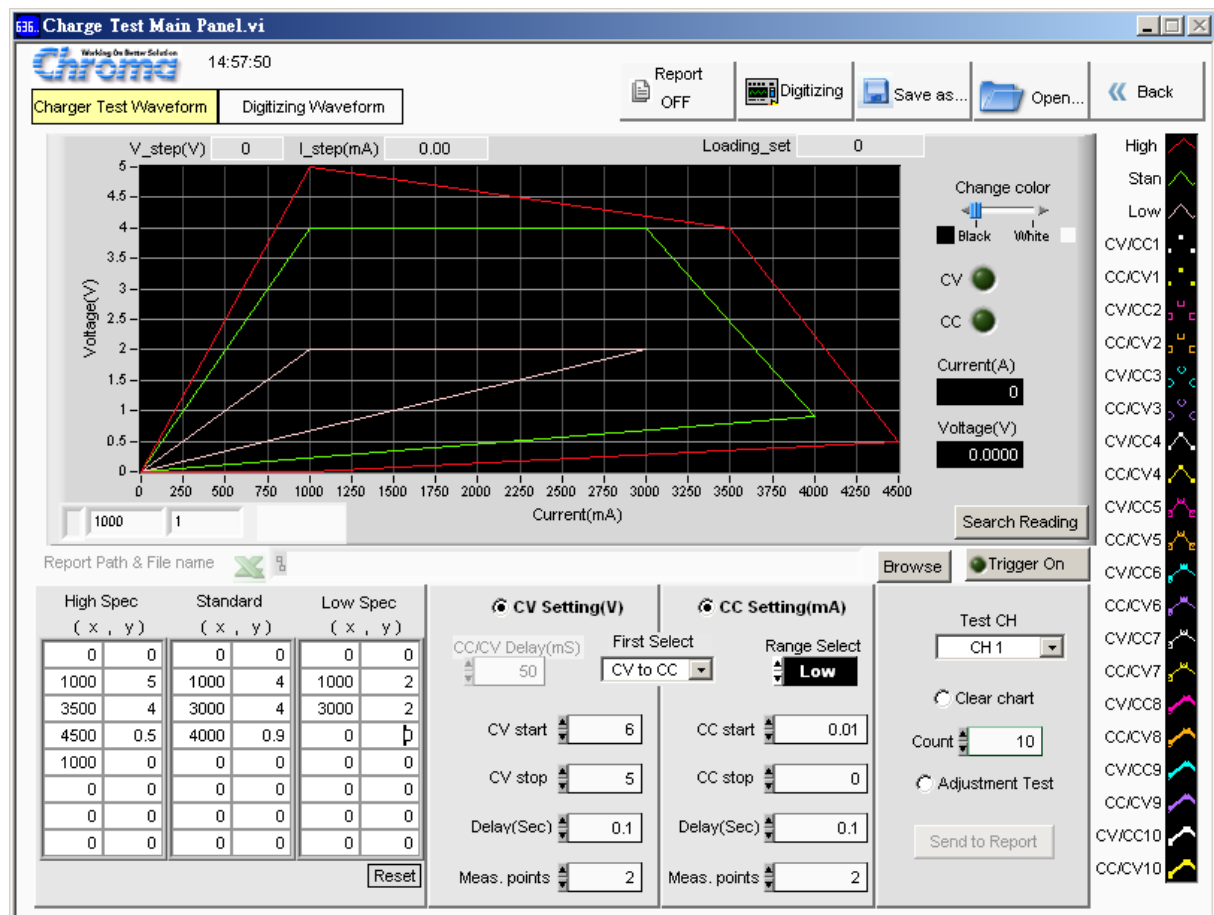 636.. Charge Test Main Panel.vi
Working On Better Solution
Chroma
14:57:50
Report
OFF
Digitizing
Save as...
Open...
Back
Charger Test Waveform
Digitizing Waveform
V_step(V) 0 I_step(mA) 0.00 Loading_set 0
5
4.5
4
3.5
3
2.5
2
1.5
1
0.5
0
Voltage(V)
0 250 500 750 1000 1250 1500 1750 2000 2250 2500 2750 3000 3250 3500 3750 4000 4250 4500
Current(mA)
1000 1
Change color
Black White
CV
CC
Current(A)
0
Voltage(V)
0.0000
Search Reading
High
Stan
Low
CV/CC1
CC/CV1
CV/CC2
CC/CV2
CV/CC3
CC/CV3
CV/CC4
CC/CV4
CV/CC5
CC/CV5
CV/CC6
CC/CV6
CV/CC7
CC/CV7
CV/CC8
CC/CV8
CV/CC9
CC/CV9
CV/CC10
CC/CV10
Report Path & File name
Browse
Trigger On
High Spec Standard Low Spec
( x , y ) ( x , y ) ( x , y )
0 0 0 0 0 0
1000 5 1000 4 1000 2
3500 4 3000 4 3000 2
4500 0.5 4000 0.9 0 0
1000 0 0 0 0 0
0 0 0 0 0 0
0 0 0 0 0 0
0 0 0 0 0 0
Reset
CV Setting(V)
CC/CV Delay(mS)
50
First Select
CV to CC
CV start 6
CV stop 5
Delay(Sec) 0.1
Meas. points 2
CC Setting(mA)
Range Select
Low
CC start 0.01
CC stop 0
Delay(Sec) 0.1
Meas. points 2
Test CH
CH 1
Clear chart
Count 10
Adjustment Test
Send to Report